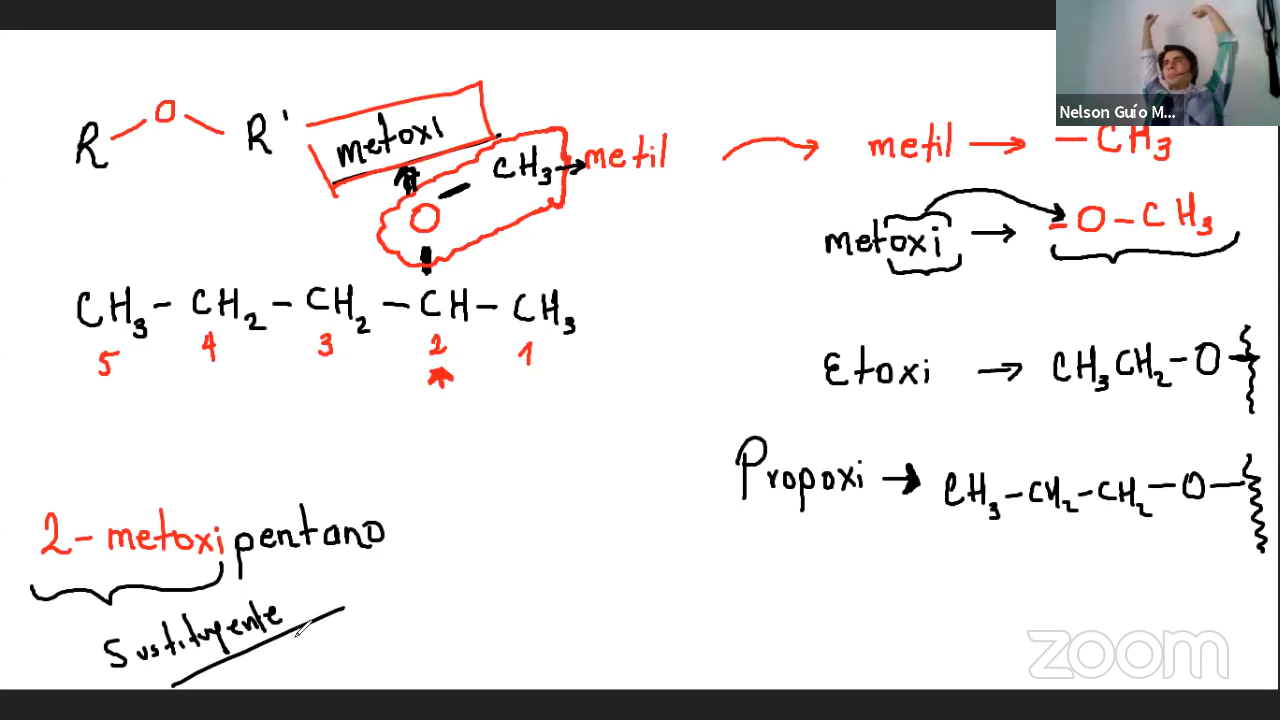 Nelson Guío M...
R - O - R'
metoxi
O - CH3 → metil
CH3 - CH2 - CH2 - CH - CH3
5 4 3 2 1
2-metoxipentano
Sustituyente
metil → -CH3
metoxi → -O-CH3
Etoxi → CH3CH2-O-
Propoxi → CH3-CH2-CH2-O-
zoom